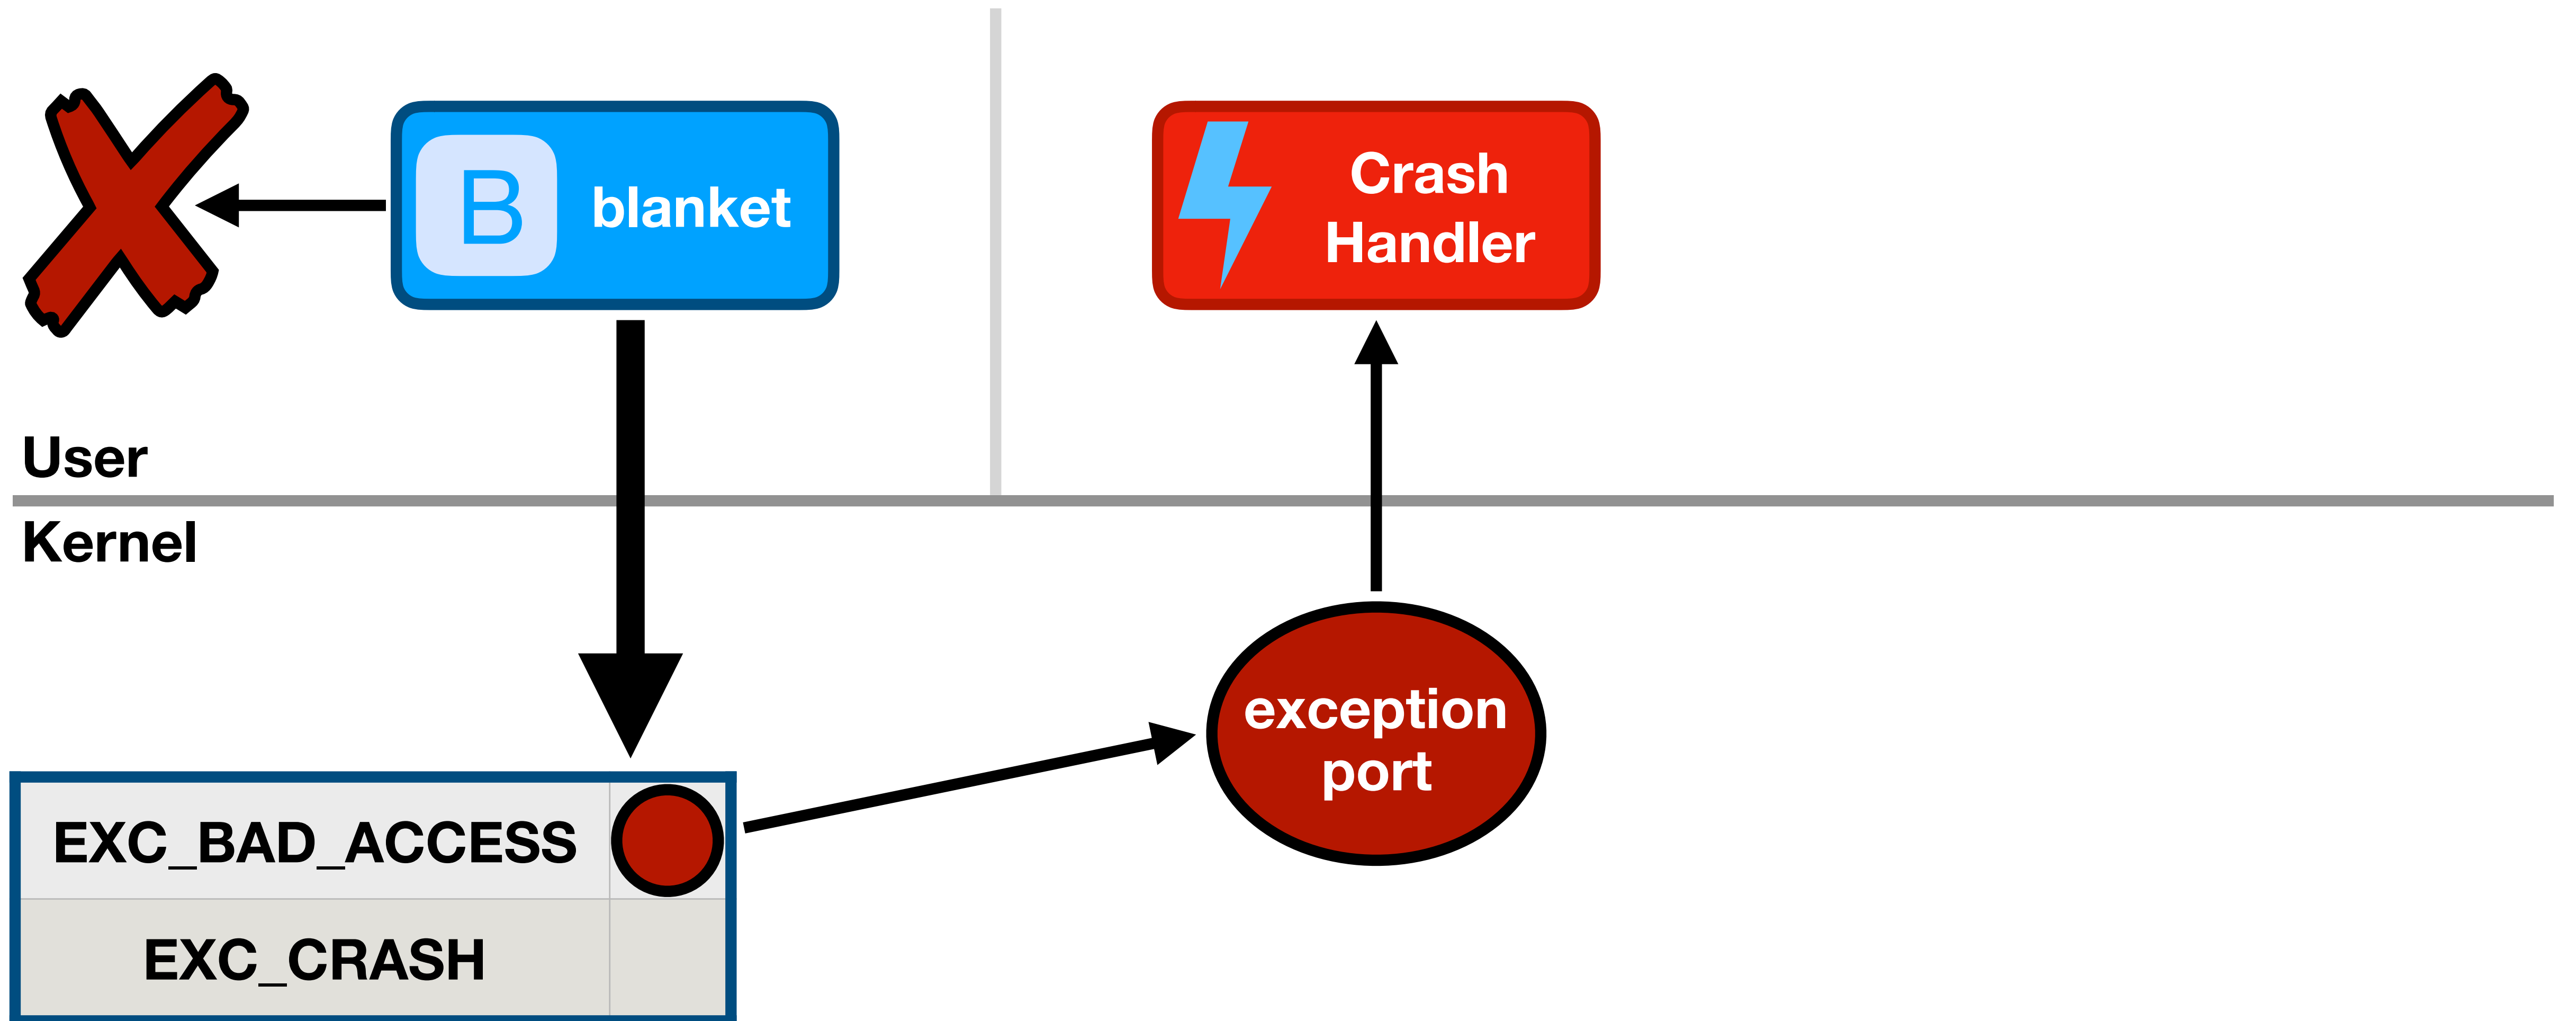 B
blanket
Crash
Handler
User
Kernel
exception
port
EXC_BAD_ACCESS
EXC_CRASH